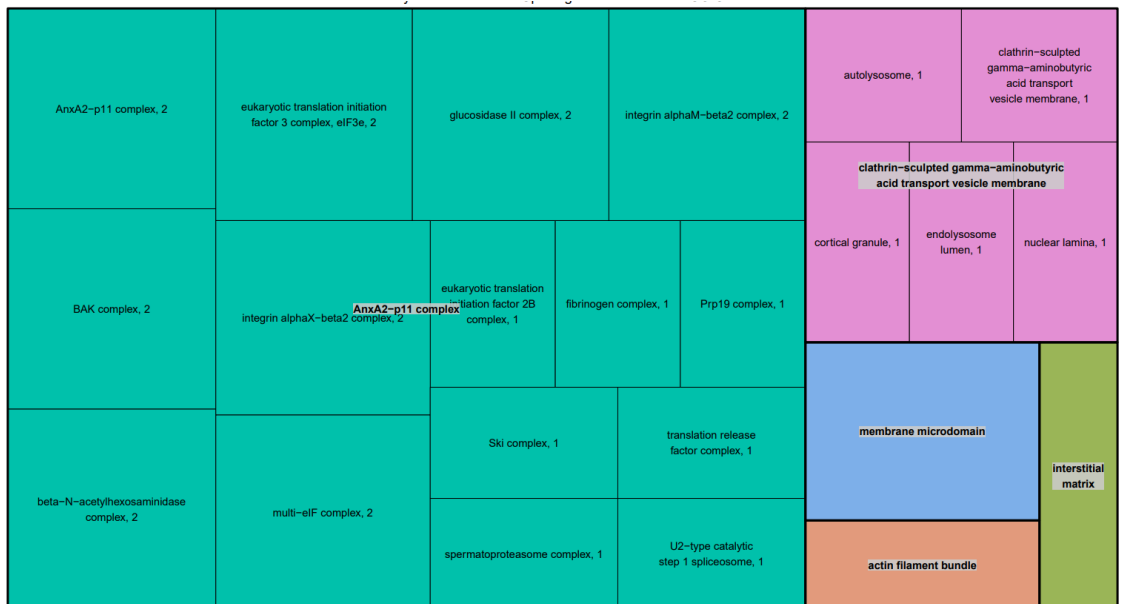 AnxA2−p11 complex, 2
eukaryotic translation initiation
factor 3 complex, eIF3e, 2
glucosidase II complex, 2
integrin alphaM−beta2 complex, 2
autolysosome, 1
clathrin−sculpted
gamma−aminobutyric
acid transport
vesicle membrane, 1
BAK complex, 2
integrin alphaX−beta2 complex, 2
AnxA2−p11 complex
eukaryotic translation
initiation factor 2B
complex, 1
fibrinogen complex, 1
Prp19 complex, 1
clathrin−sculpted gamma−aminobutyric
acid transport vesicle membrane
cortical granule, 1
endolysosome
lumen, 1
nuclear lamina, 1
beta−N−acetylhexosaminidase
complex, 2
multi−eIF complex, 2
Ski complex, 1
translation release
factor complex, 1
spermatoproteasome complex, 1
U2−type catalytic
step 1 spliceosome, 1
membrane microdomain
interstitial
matrix
actin filament bundle